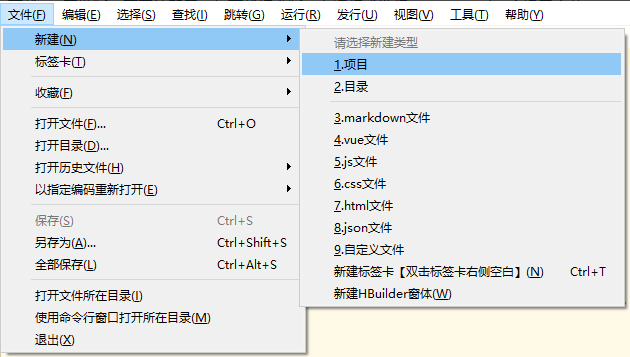 文件(F) 编辑(E) 选择(S) 查找(I) 跳转(G) 运行(R) 发行(U) 视图(V) 工具(T) 帮助(Y)
新建(N)
标签卡(T)
收藏(F)
打开文件(F)... Ctrl+O
打开目录(D)...
打开历史文件(H)
以指定编码重新打开(E)
保存(S) Ctrl+S
另存为(A)... Ctrl+Shift+S
全部保存(L) Ctrl+Alt+S
打开文件所在目录(I)
使用命令行窗口打开所在目录(M)
退出(X)
请选择新建类型
1.项目
2.目录
3.markdown文件
4.vue文件
5.js文件
6.css文件
7.html文件
8.json文件
9.自定义文件
新建标签卡【双击标签卡右侧空白】(N) Ctrl+T
新建HBuilder窗体(W)